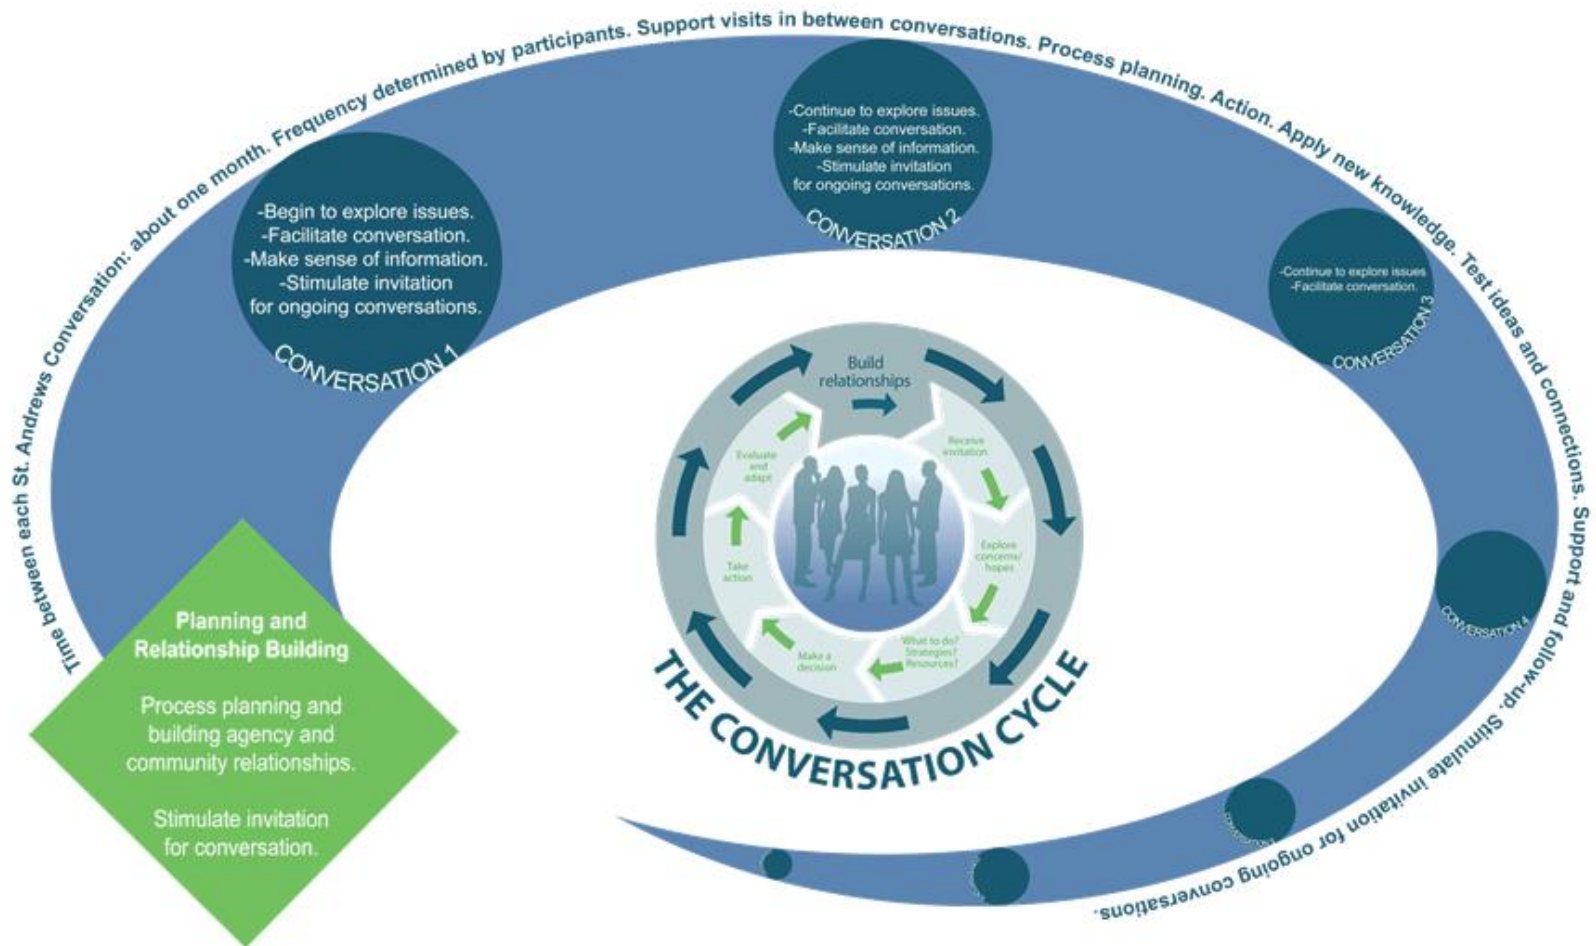 Time between each St. Andrews Conversation: about one month. Frequency determined by participants. Support visits in between conversations. Process planning. Action. Apply new knowledge. Test ideas and connections. Support and follow-up. Stimulate invitation for ongoing conversations.
-Begin to explore issues.
-Facilitate conversation.
-Make sense of information.
-Stimulate invitation
for ongoing conversations.
CONVERSATION 1
-Continue to explore issues.
-Facilitate conversation.
-Make sense of information.
-Stimulate invitation
for ongoing conversations.
CONVERSATION 2
-Continue to explore issues
-Facilitate conversation.
CONVERSATION 3
CONVERSATION 4
Planning and
Relationship Building
Process planning and
building agency and
community relationships.
Stimulate invitation
for conversation.
Build
relationships
Receive
invitation
Explore
concerns/
hopes
What to do?
Strategies?
Resources?
Make a
decision
Take
action
Evaluate
and
adapt
THE CONVERSATION CYCLE